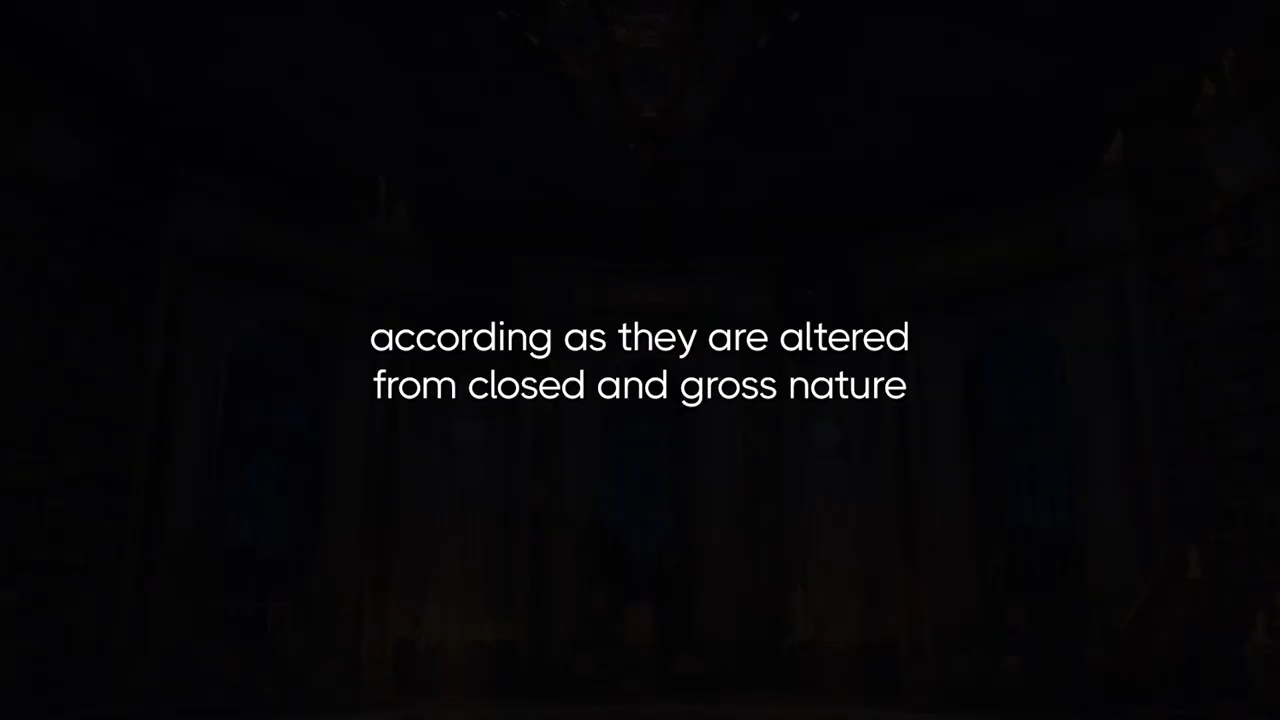 according as they are altered
from closed and gross nature